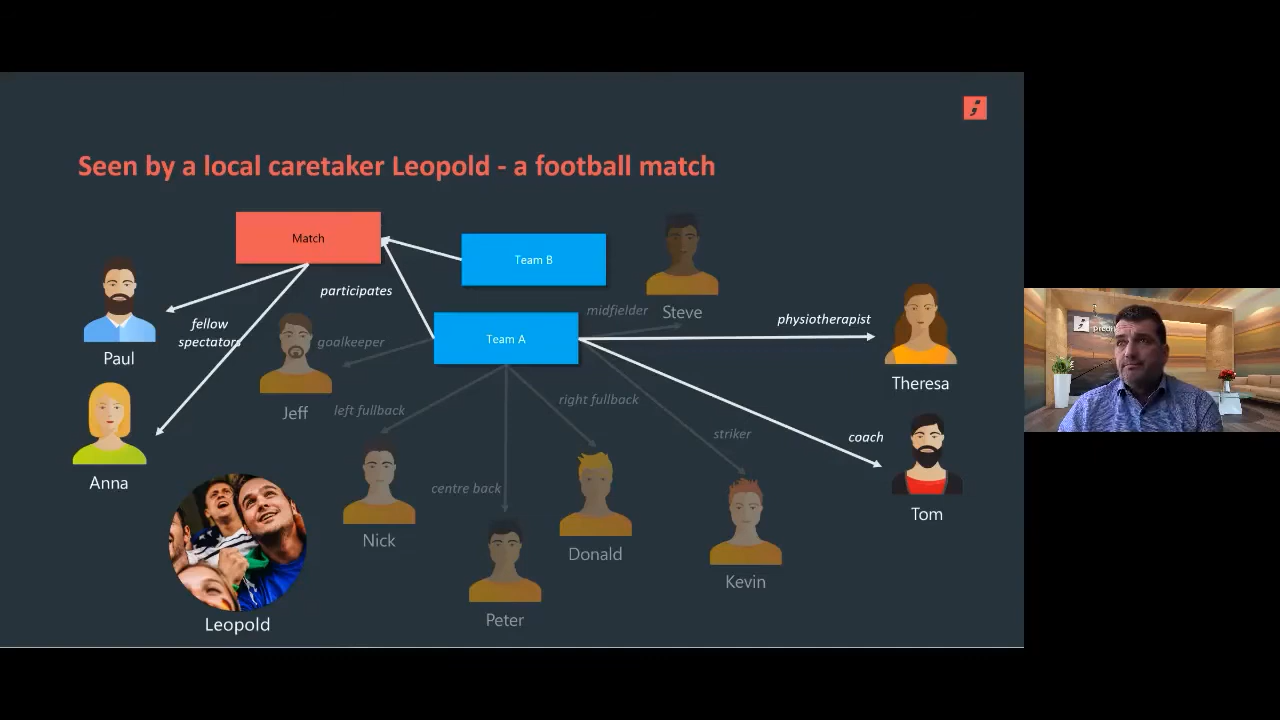 Seen by a local caretaker Leopold - a football match
Match
Team B
participates
midfielder
Steve
physiotherapist
fellow
spectators
Team A
goalkeeper
Paul
Theresa
Jeff
left fullback
right fullback
striker
coach
Anna
centre back
Nick
Donald
Tom
Kevin
Peter
Leopold